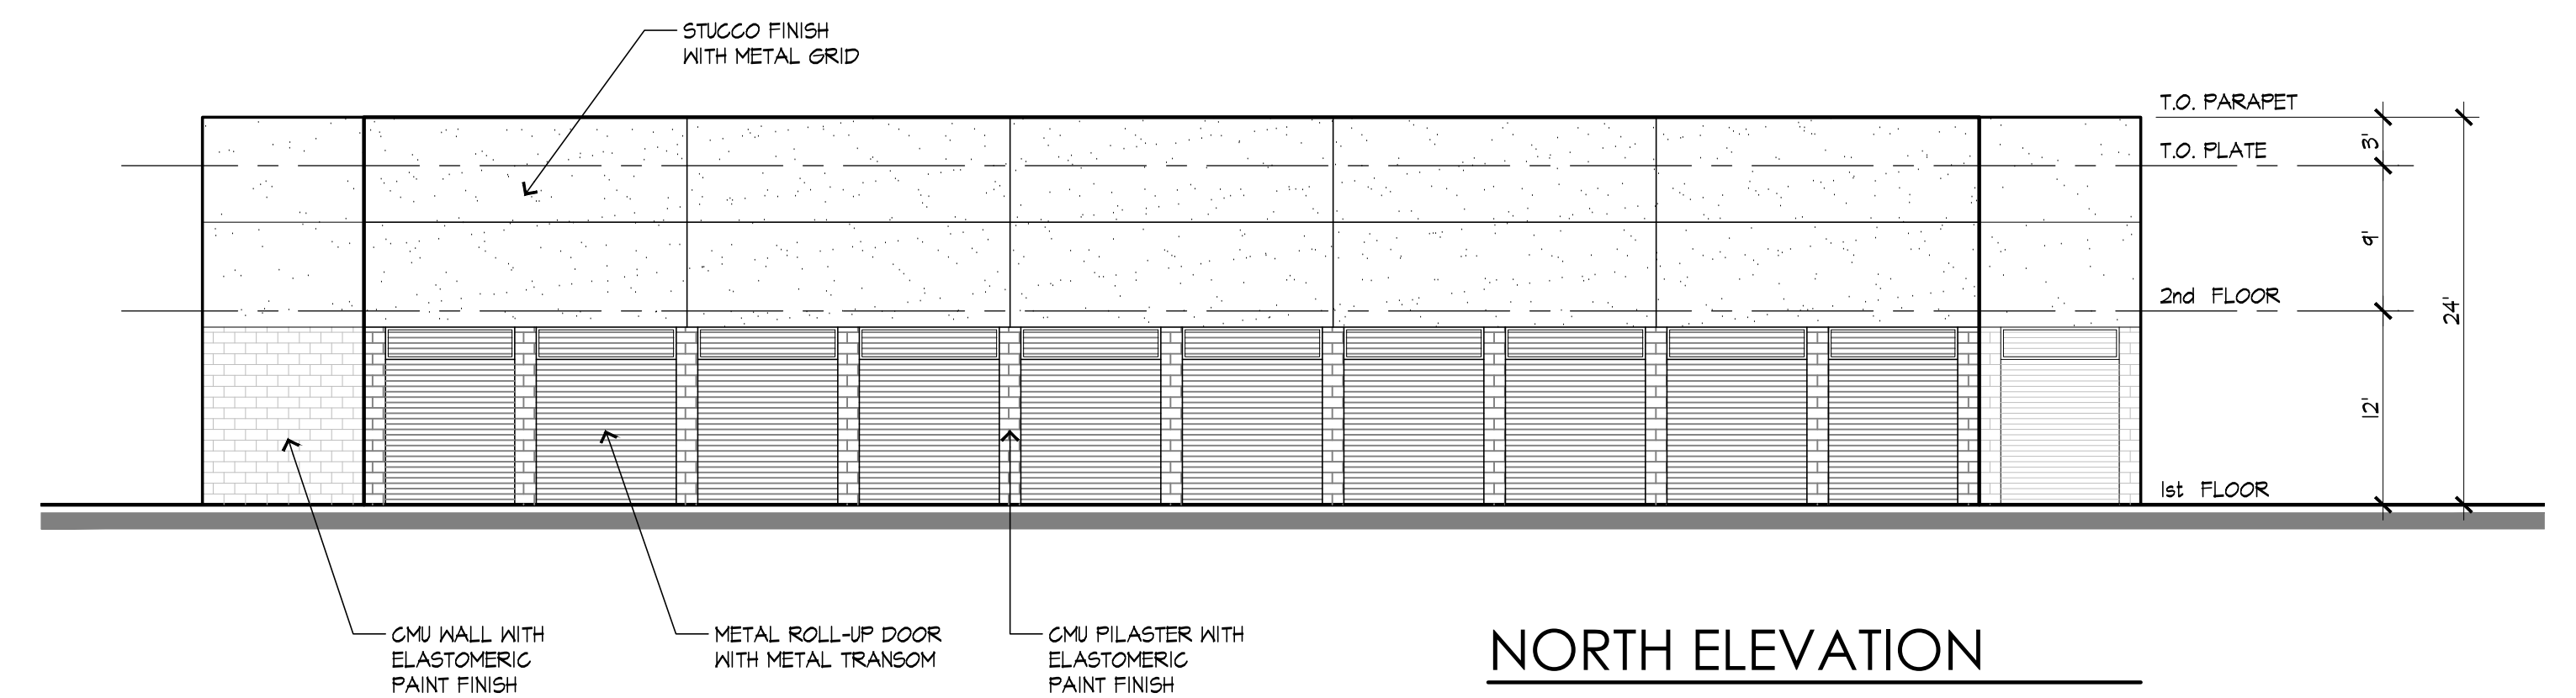 STUCCO FINISH
WITH METAL GRID
T.O. PARAPET
3'
T.O. PLATE
9'
2nd FLOOR
24'
12'
1st FLOOR
CMU WALL WITH
ELASTOMERIC
PAINT FINISH
METAL ROLL-UP DOOR
WITH METAL TRANSOM
CMU PILASTER WITH
ELASTOMERIC
PAINT FINISH
NORTH ELEVATION